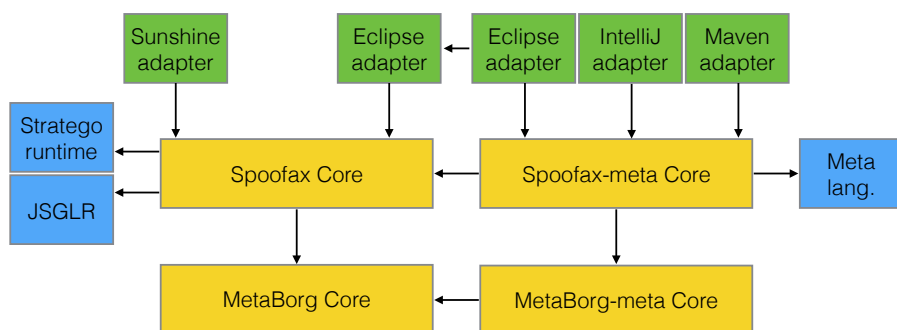 Sunshine
adapter
Eclipse
adapter
Eclipse
adapter
IntelliJ
adapter
Maven
adapter
Stratego
runtime
JSGLR
Spoofax Core
Spoofax-meta Core
Meta
lang.
MetaBorg Core
MetaBorg-meta Core